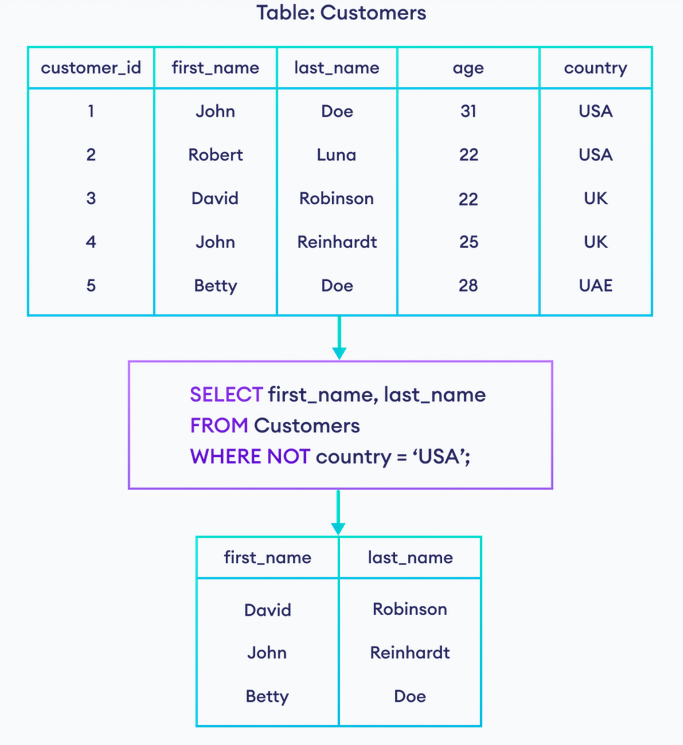 Table: Customers
customer_id first_name last_name age country
1 John Doe 31 USA
2 Robert Luna 22 USA
3 David Robinson 22 UK
4 John Reinhardt 25 UK
5 Betty Doe 28 UAE
SELECT first_name, last_name
FROM Customers
WHERE NOT country = ‘USA’;
first_name last_name
David Robinson
John Reinhardt
Betty Doe